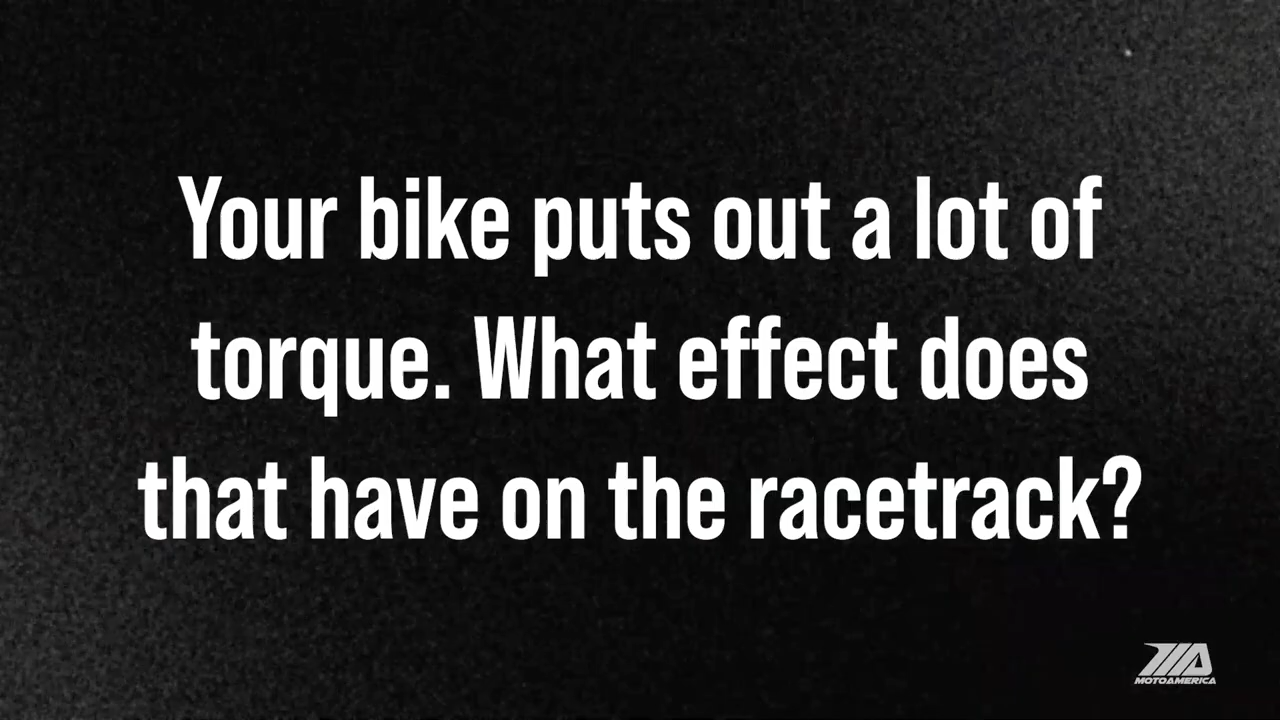 Your bike puts out a lot of
torque. What effect does
that have on the racetrack?
MOTOAMERICA